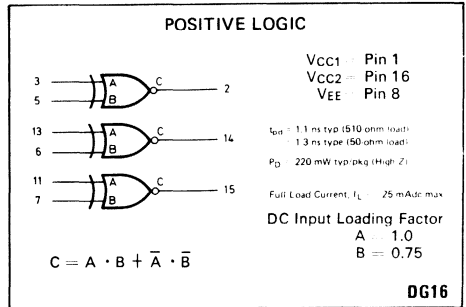 POSITIVE LOGIC
VCC1 = Pin 1
VCC2 = Pin 16
VEE = Pin 8
3 A C 2
5 B
13 A C 14
6 B
11 A C 15
7 B
tpd = 1.1 ns typ (510 ohm load)
1.3 ns type (50 ohm load)
PD = 220 mW typ/pkg (High Z)
Full Load Current, IL = 25 mAdc max
DC Input Loading Factor
A = 1.0
B = 0.75
C = A · B + A̅ · B̅
DG16